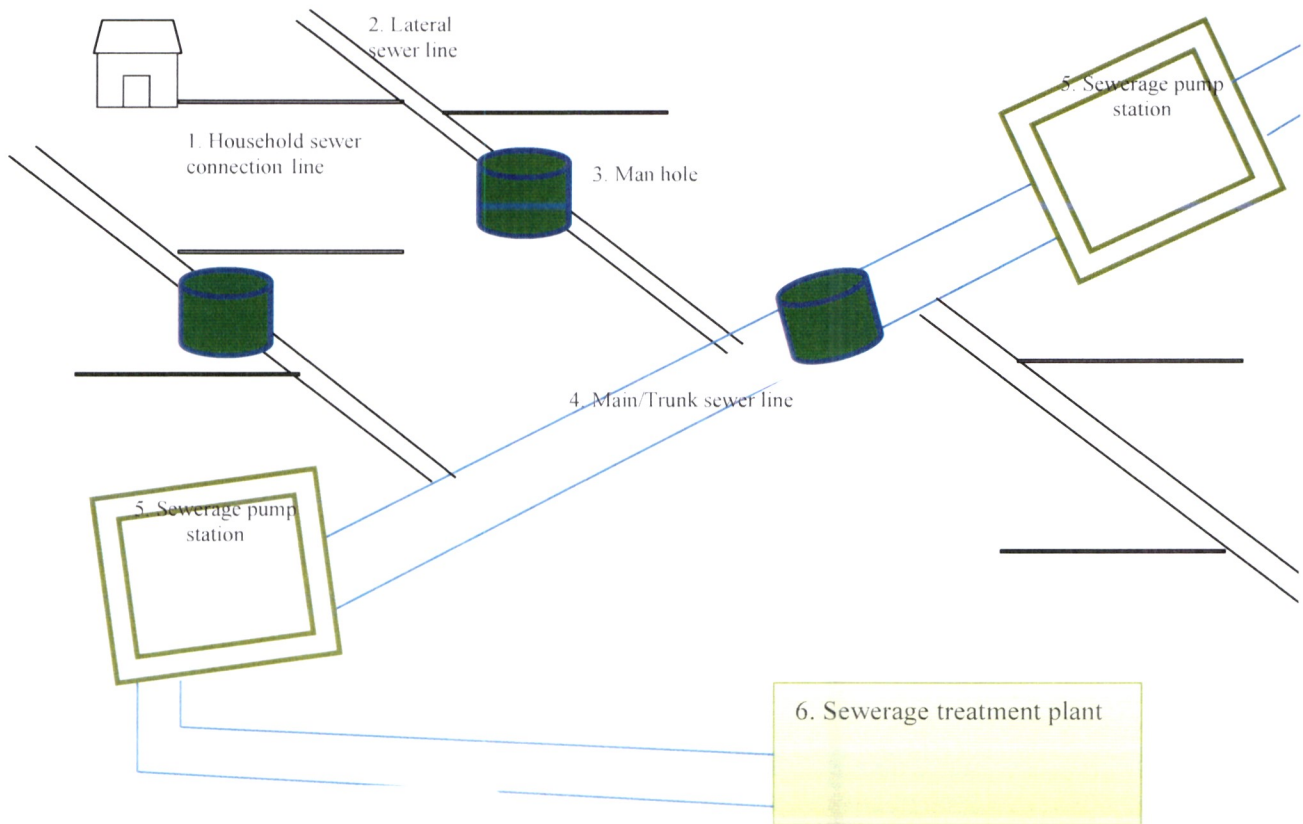 2. Lateral
sewer line
5. Sewerage pump
station
1. Household sewer
connection line
3. Man hole
4. Main/Trunk sewer line
5. Sewerage pump
station
6. Sewerage treatment plant